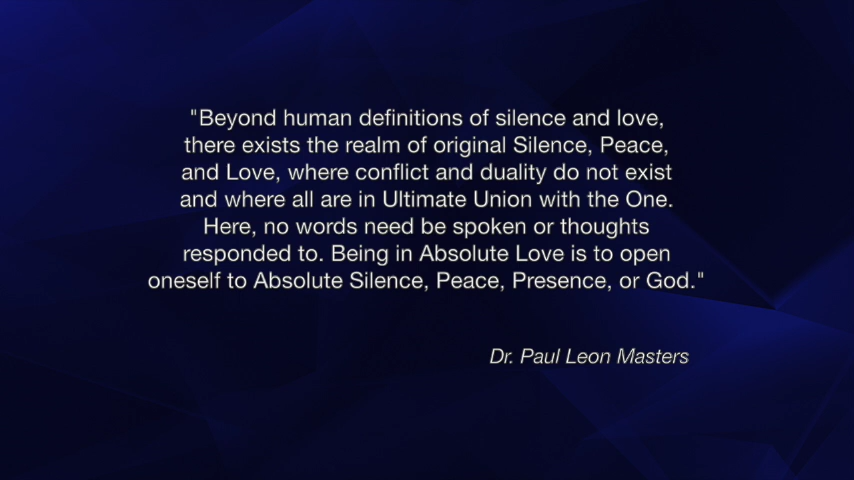 "Beyond human definitions of silence and love,
there exists the realm of original Silence, Peace,
and Love, where conflict and duality do not exist
and where all are in Ultimate Union with the One.
Here, no words need be spoken or thoughts
responded to. Being in Absolute Love is to open
oneself to Absolute Silence, Peace, Presence, or God."
Dr. Paul Leon Masters